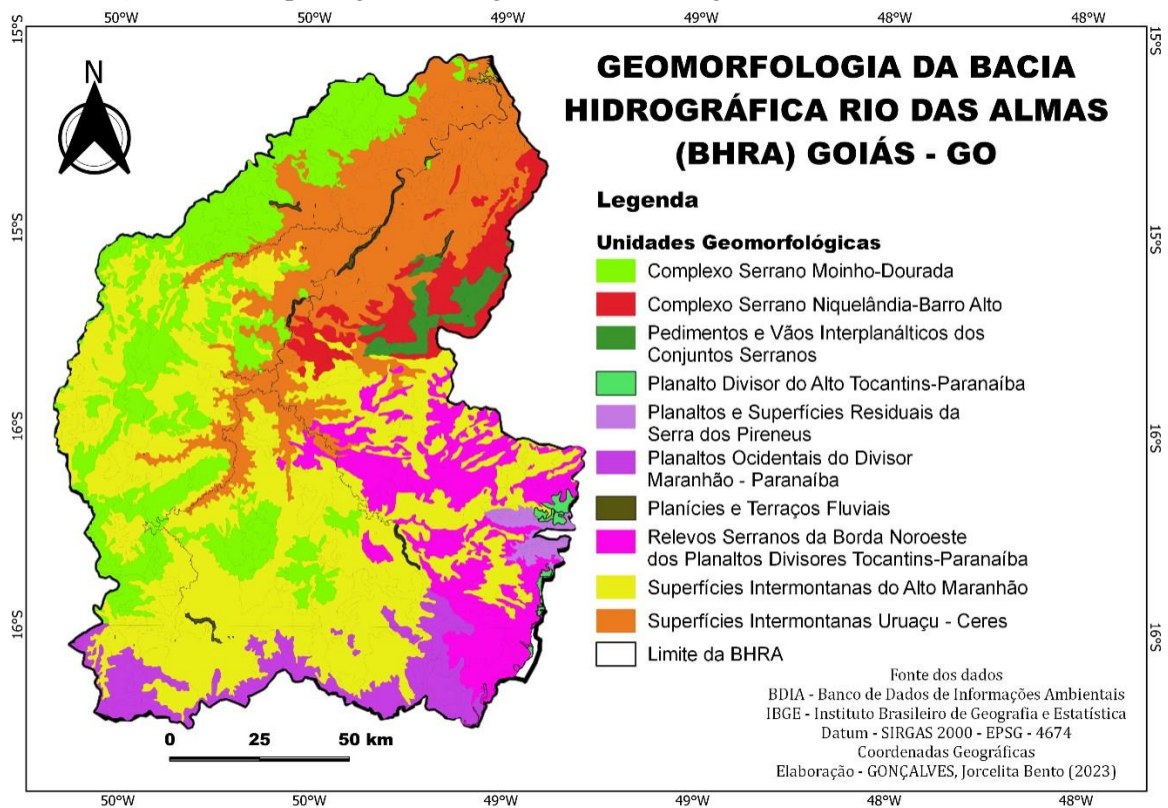 50°W 50°W 49°W 49°W 48°W 48°W
15°S
15°S
N
GEOMORFOLOGIA DA BACIA
HIDROGRÁFICA RIO DAS ALMAS
(BHRA) GOIÁS - GO
Legenda
Unidades Geomorfológicas
Complexo Serrano Moinho-Dourada
Complexo Serrano Niquelândia-Barro Alto
Pedimentos e Vãos Interplanálticos dos
Conjuntos Serranos
Planalto Divisor do Alto Tocantins-Paranaíba
Planaltos e Superfícies Residuais da
Serra dos Pireneus
Planaltos Ocidentais do Divisor
Maranhão - Paranaíba
Planícies e Terraços Fluviais
Relevos Serranos da Borda Noroeste
dos Planaltos Divisores Tocantins-Paranaíba
Superfícies Intermontanas do Alto Maranhão
Superfícies Intermontanas Uruaçu - Ceres
Limite da BHRA
15°S
15°S
16°S
16°S
16°S
16°S
0 25 50 km
Fonte dos dados
BDIA - Banco de Dados de Informações Ambientais
IBGE - Instituto Brasileiro de Geografia e Estatística
Datum - SIRGAS 2000 - EPSG - 4674
Coordenadas Geográficas
Elaboração - GONÇALVES, Jorcelita Bento (2023)
50°W 50°W 49°W 49°W 48°W 48°W